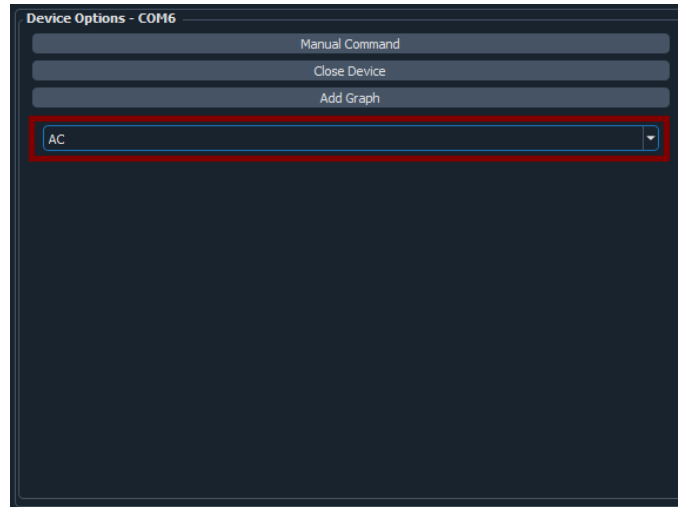 Device Options - COM6
Manual Command
Close Device
Add Graph
AC